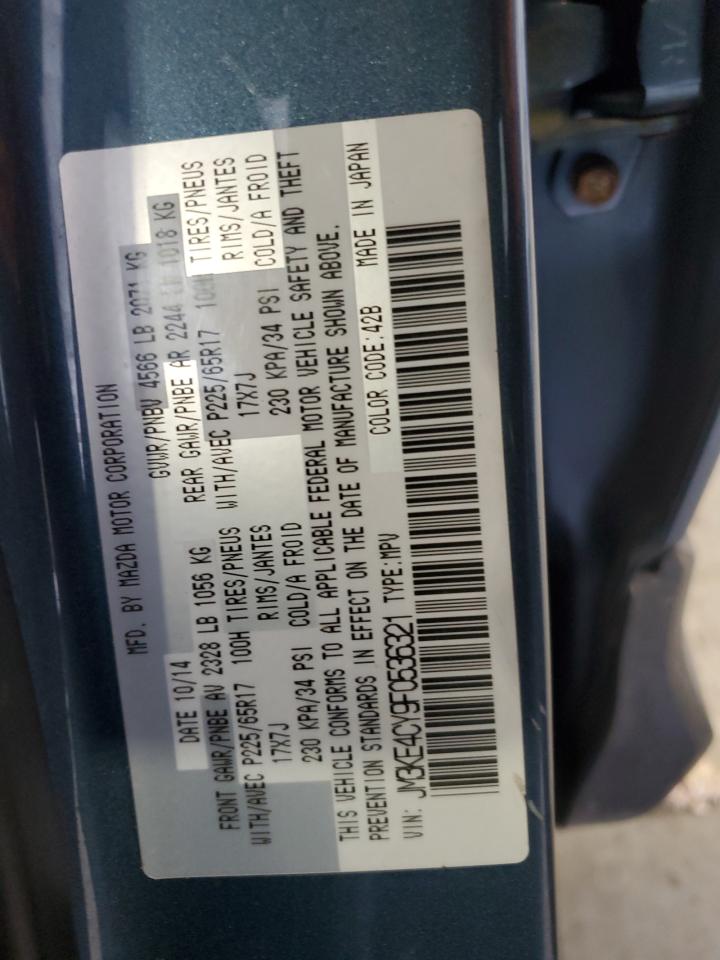 MFD. BY MAZDA MOTOR CORPORATION
DATE 10/14 GVWR/PNBV 4566 LB 2071 KG
FRONT GAWR/PNBE AV 2328 LB 1056 KG REAR GAWR/PNBE AR 2244 LB 1018 KG
WITH/AVEC P225/65R17 100H TIRES/PNEUS WITH/AVEC P225/65R17 100H TIRES/PNEUS
17X7J RIMS/JANTES 17X7J RIMS/JANTES
230 KPA/34 PSI COLD/A FROID 230 KPA/34 PSI COLD/A FROID
THIS VEHICLE CONFORMS TO ALL APPLICABLE FEDERAL MOTOR VEHICLE SAFETY AND THEFT
PREVENTION STANDARDS IN EFFECT ON THE DATE OF MANUFACTURE SHOWN ABOVE.
VIN: JM3KE4CY9F0536321 TYPE:MPV COLOR CODE:42B MADE IN JAPAN